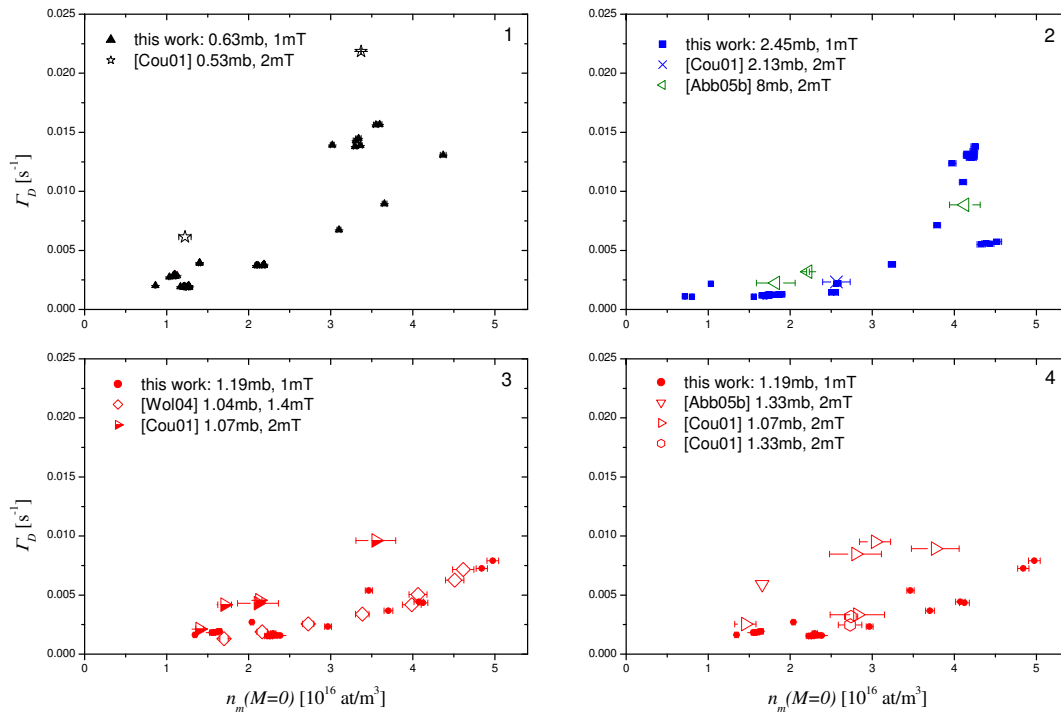 1
this work: 0.63mb, 1mT
[Cou01] 0.53mb, 2mT
Γ_D [s⁻¹]
0.025
0.020
0.015
0.010
0.005
0.000
0 1 2 3 4 5
2
this work: 2.45mb, 1mT
[Cou01] 2.13mb, 2mT
[Abb05b] 8mb, 2mT
0.025
0.020
0.015
0.010
0.005
0.000
0 1 2 3 4 5
3
this work: 1.19mb, 1mT
[Wol04] 1.04mb, 1.4mT
[Cou01] 1.07mb, 2mT
Γ_D [s⁻¹]
0.025
0.020
0.015
0.010
0.005
0.000
0 1 2 3 4 5
n_m(M=0) [10¹⁶ at/m³]
4
this work: 1.19mb, 1mT
[Abb05b] 1.33mb, 2mT
[Cou01] 1.07mb, 2mT
[Cou01] 1.33mb, 2mT
0.025
0.020
0.015
0.010
0.005
0.000
0 1 2 3 4 5
n_m(M=0) [10¹⁶ at/m³]